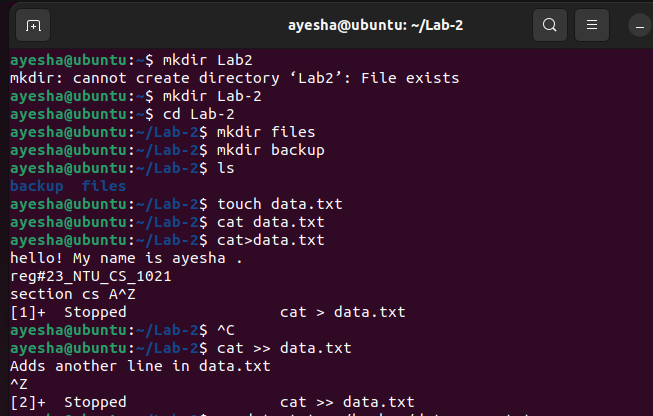 ayesha@ubuntu: ~/Lab-2
ayesha@ubuntu:~$ mkdir Lab2
mkdir: cannot create directory ‘Lab2’: File exists
ayesha@ubuntu:~$ mkdir Lab-2
ayesha@ubuntu:~$ cd Lab-2
ayesha@ubuntu:~/Lab-2$ mkdir files
ayesha@ubuntu:~/Lab-2$ mkdir backup
ayesha@ubuntu:~/Lab-2$ ls
backup  files
ayesha@ubuntu:~/Lab-2$ touch data.txt
ayesha@ubuntu:~/Lab-2$ cat data.txt
ayesha@ubuntu:~/Lab-2$ cat>data.txt
hello! My name is ayesha .
reg#23_NTU_CS_1021
section cs A^Z
[1]+  Stopped                 cat > data.txt
ayesha@ubuntu:~/Lab-2$ ^C
ayesha@ubuntu:~/Lab-2$ cat >> data.txt
Adds another line in data.txt
^Z
[2]+  Stopped                 cat >> data.txt